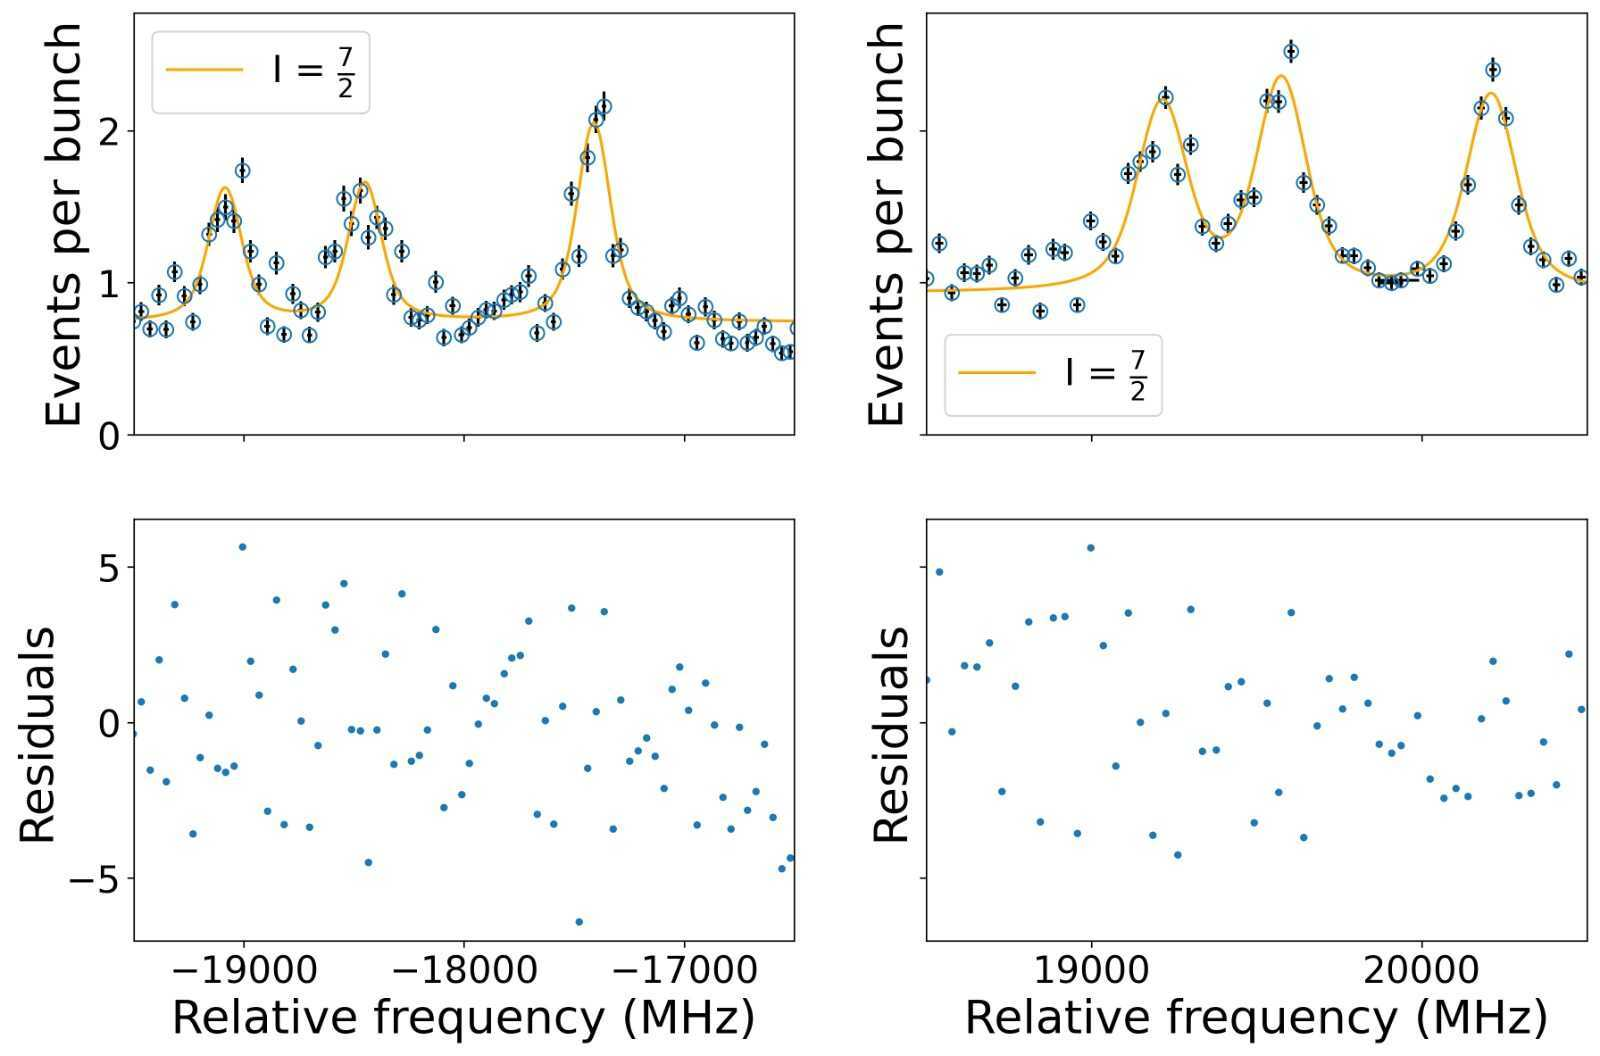 Events per bunch
2
1
0
I = 7/2
Events per bunch
I = 7/2
Residuals
5
0
−5
−19000
−18000
−17000
Relative frequency (MHz)
Residuals
19000
20000
Relative frequency (MHz)